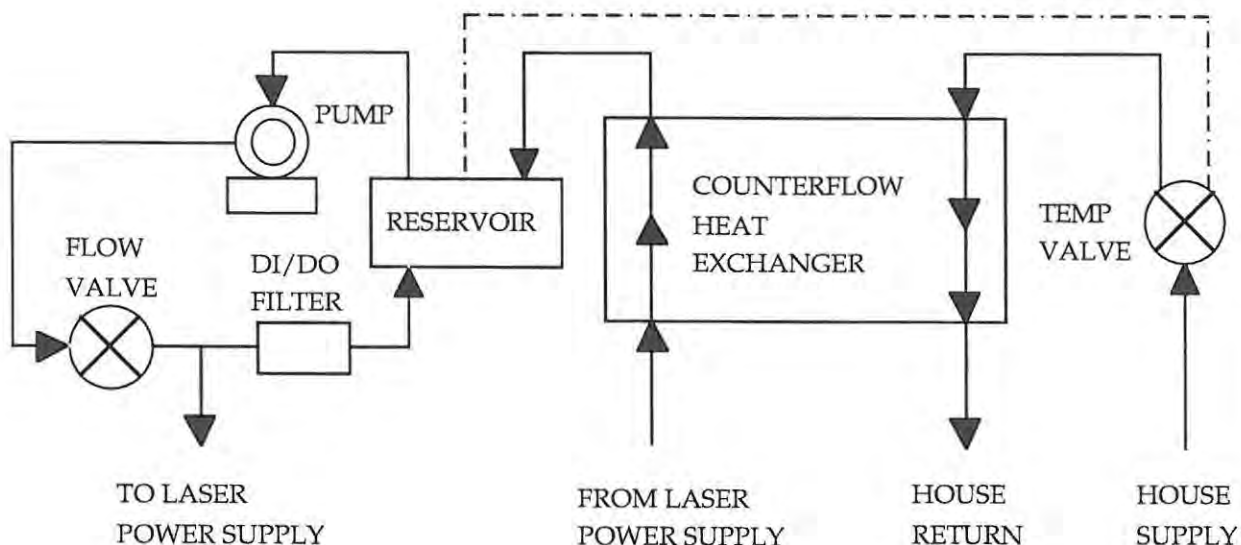 PUMP
RESERVOIR
FLOW
VALVE
DI/DO
FILTER
COUNTERFLOW
HEAT
EXCHANGER
TEMP
VALVE
TO LASER
POWER SUPPLY
FROM LASER
POWER SUPPLY
HOUSE
RETURN
HOUSE
SUPPLY